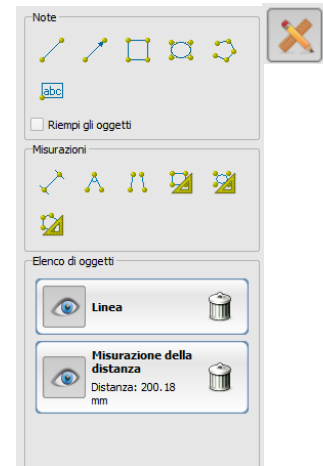 Note
abc
Riempi gli oggetti
Misurazioni
Elenco di oggetti
Linea
Misurazione della
distanza
Distanza: 200.18
mm